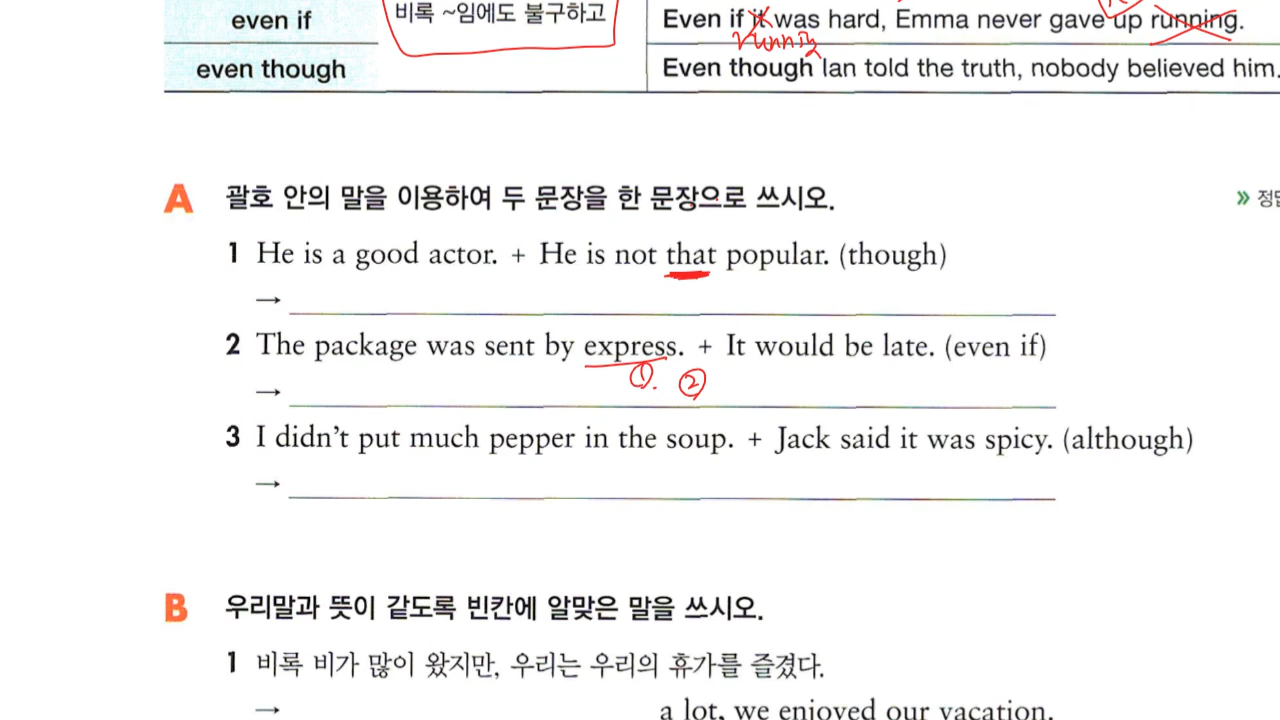 even if
비록 ~임에도 불구하고
Even if it was hard, Emma never gave up running.
running
even though
Even though Ian told the truth, nobody believed him.
A 괄호 안의 말을 이용하여 두 문장을 한 문장으로 쓰시오.
» 정답
1 He is a good actor. + He is not that popular. (though)
→
2 The package was sent by express. + It would be late. (even if)
①. ②
→
3 I didn't put much pepper in the soup. + Jack said it was spicy. (although)
→
B 우리말과 뜻이 같도록 빈칸에 알맞은 말을 쓰시오.
1 비록 비가 많이 왔지만, 우리는 우리의 휴가를 즐겼다.
→ a lot, we enjoyed our vacation.